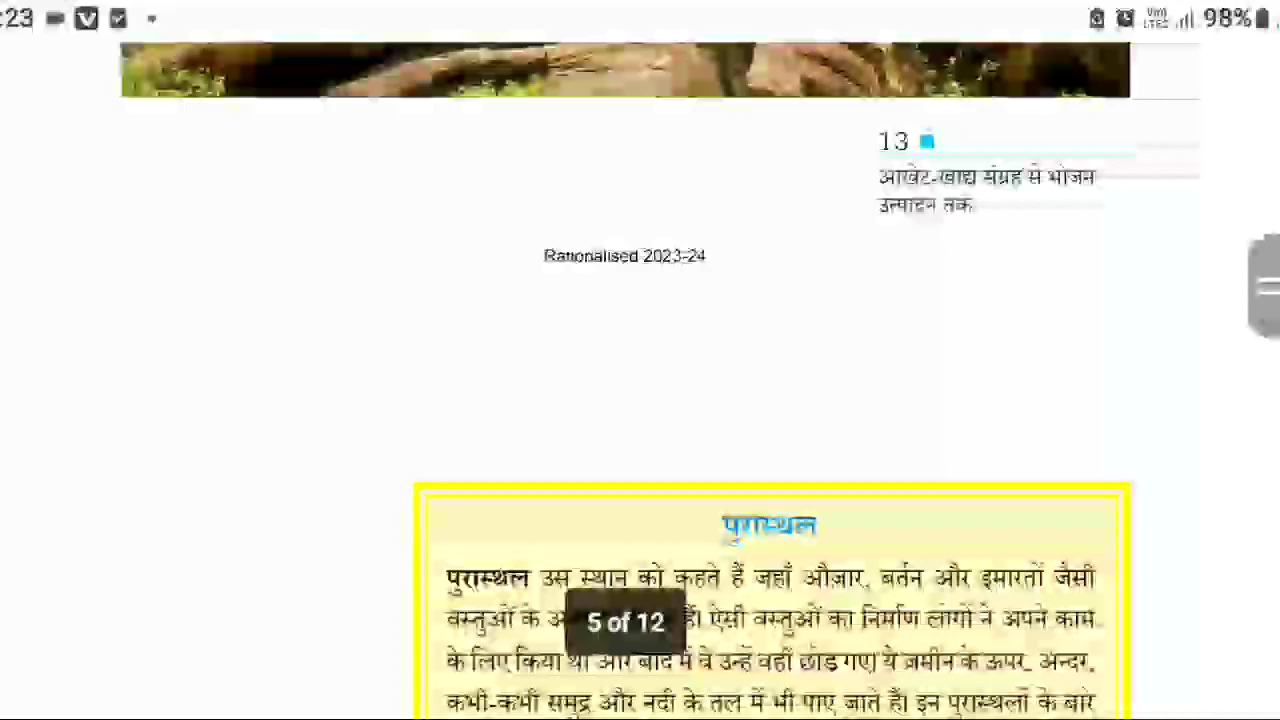 :23
98%
13
आखेट-खाद्य संग्रह से भोजन
उत्पादन तक
Rationalised 2023-24
पुरास्थल
पुरास्थल उस स्थान को कहते हैं जहाँ औज़ार, बर्तन और इमारतों जैसी
वस्तुओं के हैं। ऐसी वस्तुओं का निर्माण लोगों ने अपने काम
5 of 12
के लिए किया था और बाद में वे उन्हें वहीं छोड़ गए। ये ज़मीन के ऊपर, अन्दर,
कभी-कभी समुद्र और नदी के तल में भी पाए जाते हैं। इन पुरास्थलों के बारे